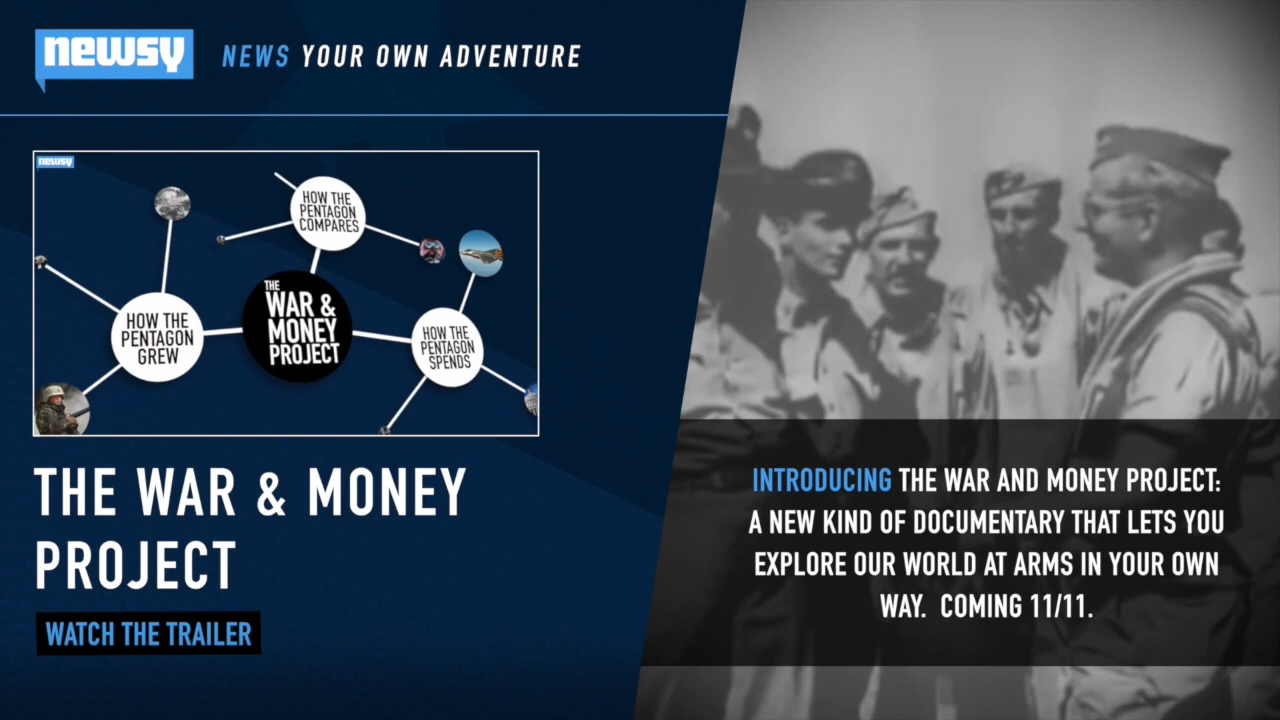 newsy
NEWS YOUR OWN ADVENTURE
newsy
HOW THE
PENTAGON
COMPARES
THE
WAR &
MONEY
PROJECT
HOW THE
PENTAGON
GREW
HOW THE
PENTAGON
SPENDS
THE WAR & MONEY
PROJECT
WATCH THE TRAILER
INTRODUCING THE WAR AND MONEY PROJECT:
A NEW KIND OF DOCUMENTARY THAT LETS YOU
EXPLORE OUR WORLD AT ARMS IN YOUR OWN
WAY. COMING 11/11.